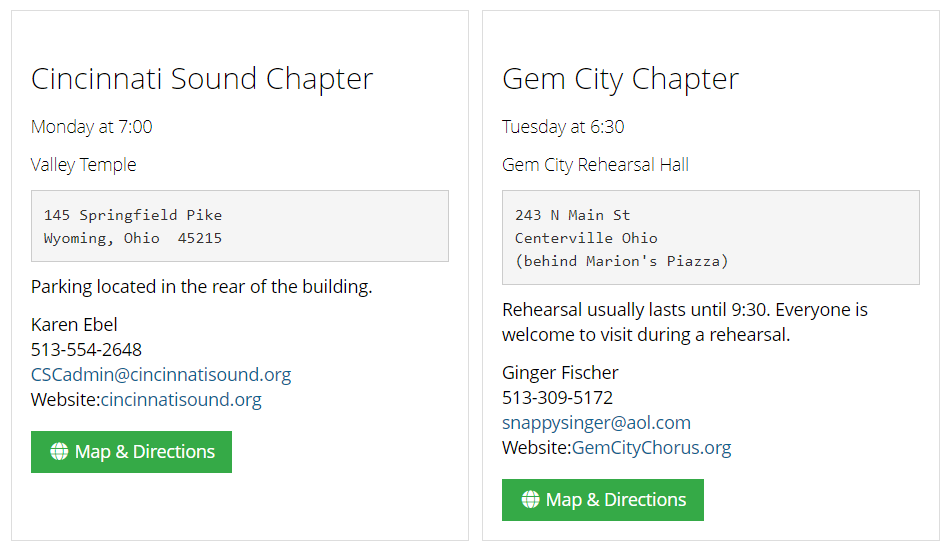 Cincinnati Sound Chapter
Monday at 7:00
Valley Temple
145 Springfield Pike
Wyoming, Ohio  45215
Parking located in the rear of the building.
Karen Ebel
513-554-2648
CSCadmin@cincinnatisound.org
Website:cincinnatisound.org
Map & Directions
Gem City Chapter
Tuesday at 6:30
Gem City Rehearsal Hall
243 N Main St
Centerville Ohio
(behind Marion's Piazza)
Rehearsal usually lasts until 9:30. Everyone is
welcome to visit during a rehearsal.
Ginger Fischer
513-309-5172
snappysinger@aol.com
Website:GemCityChorus.org
Map & Directions